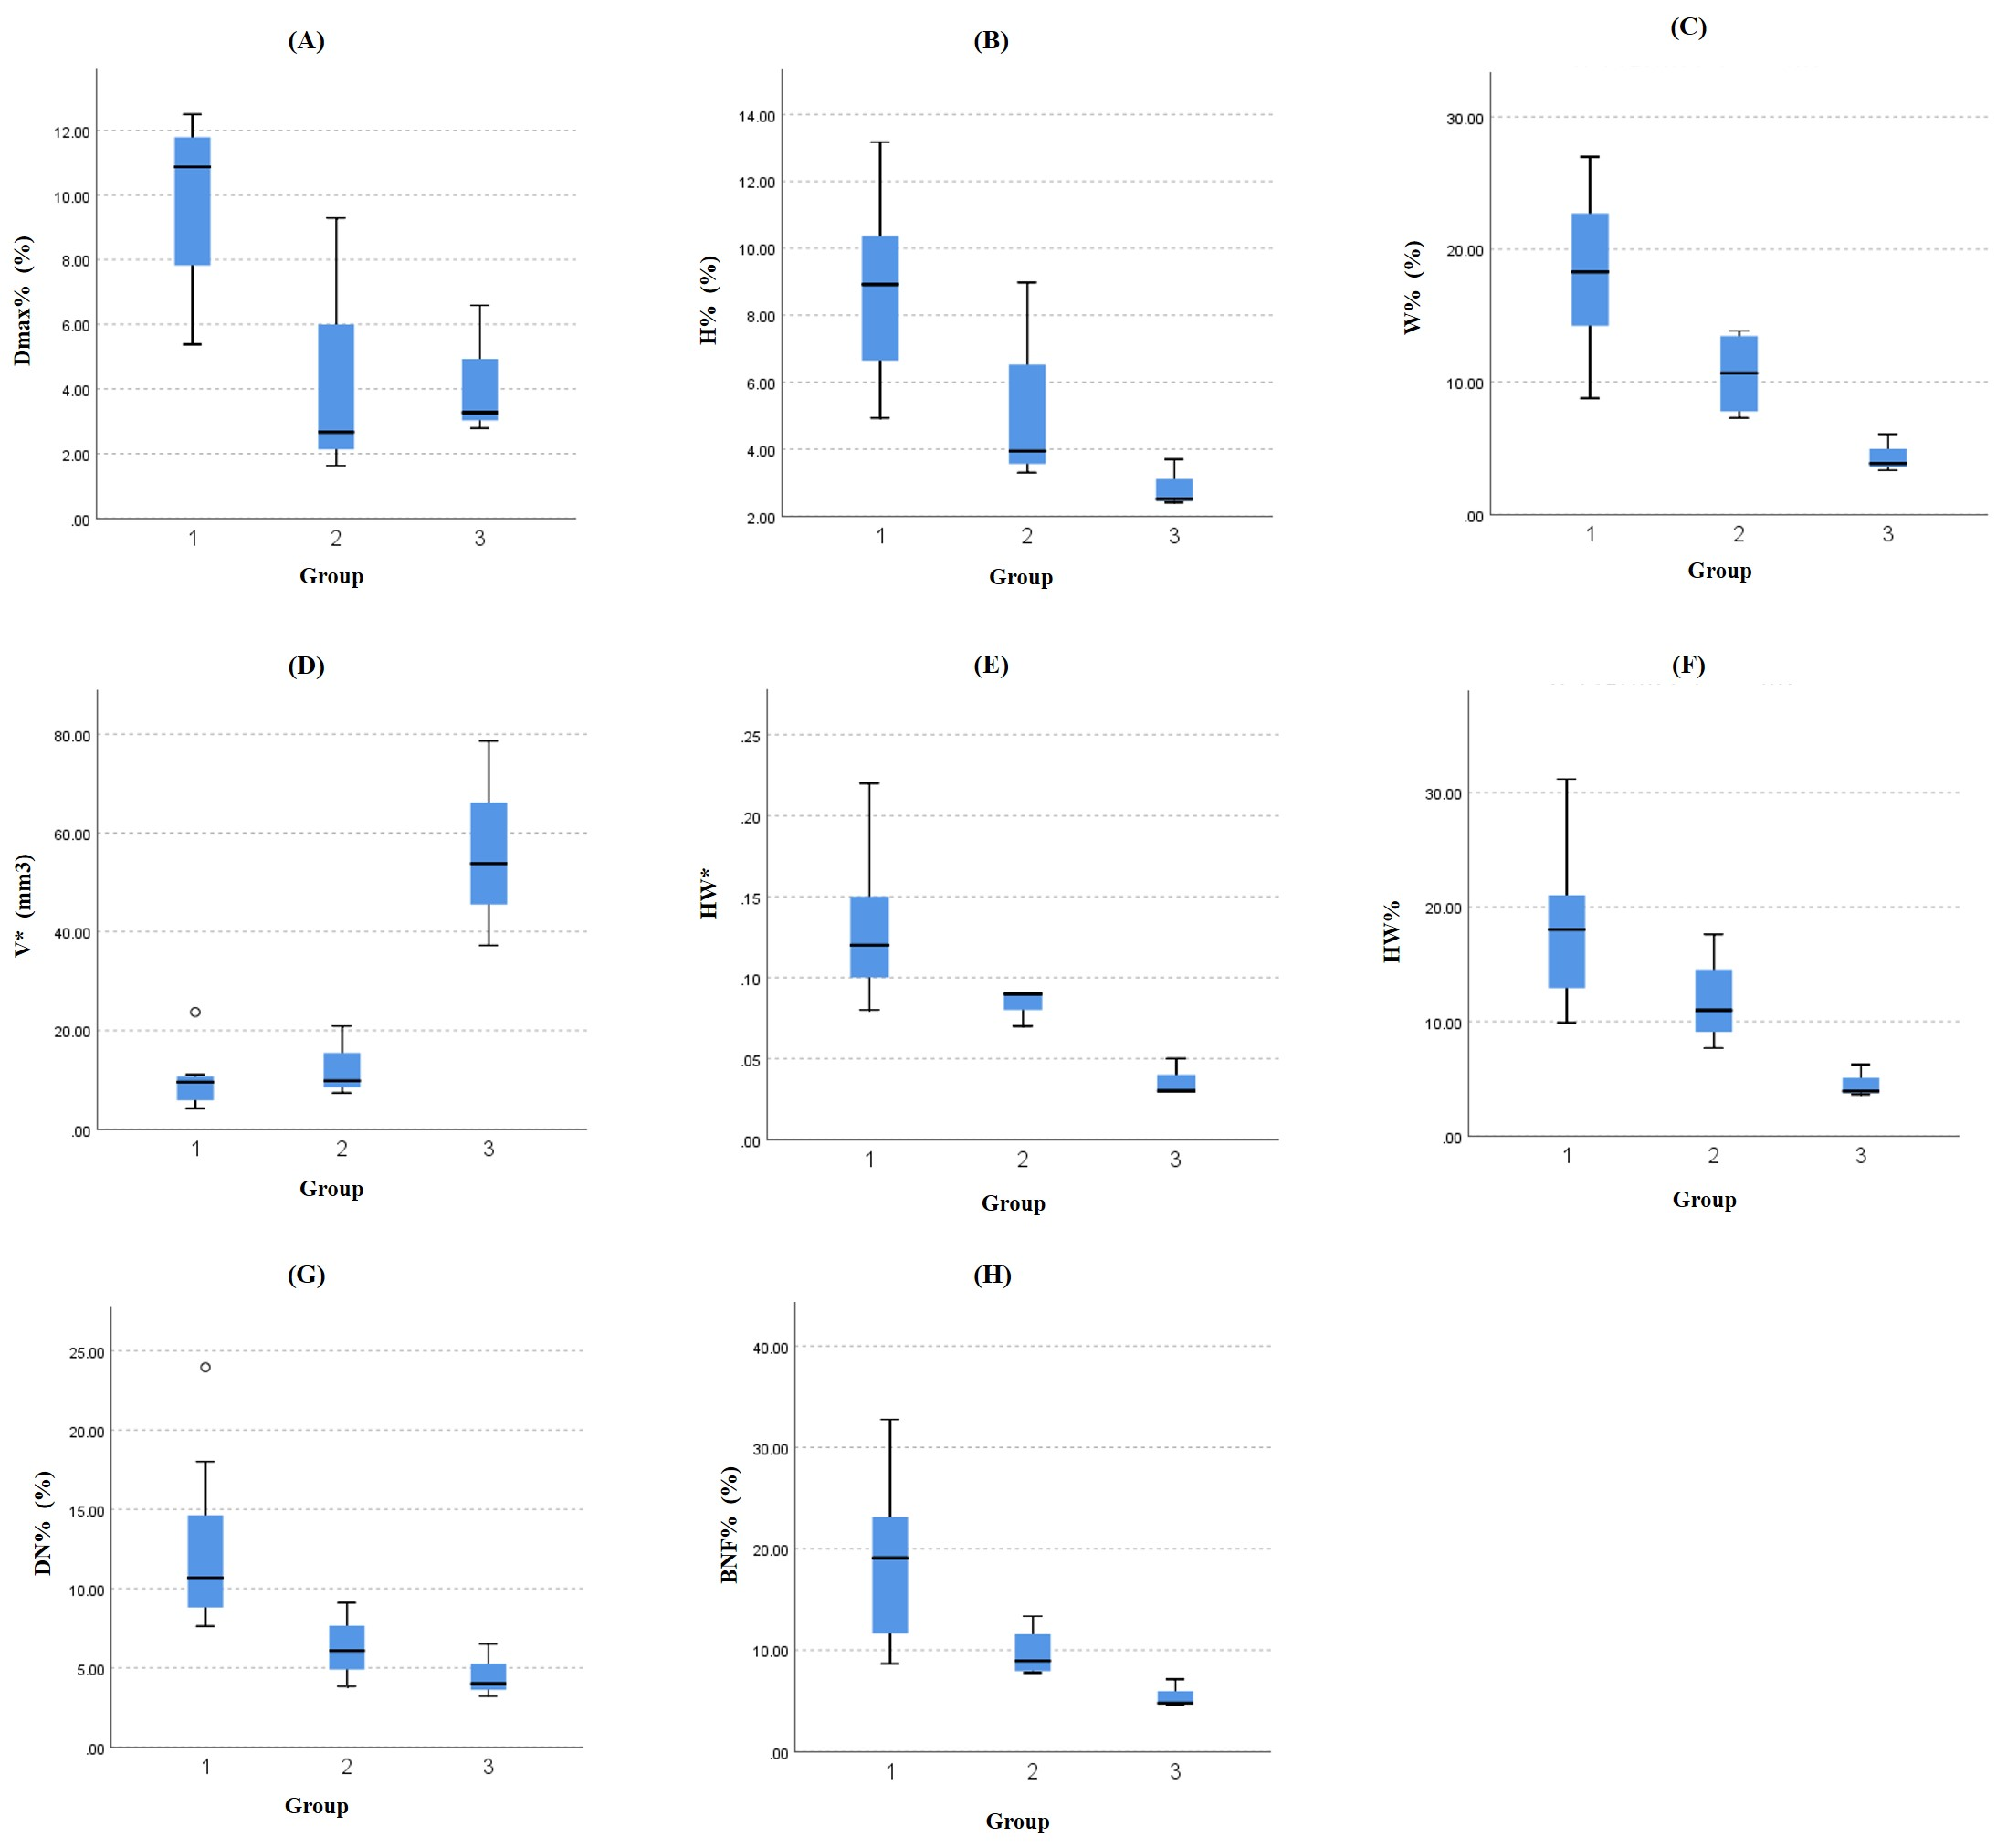 (A)
12.00
10.00
8.00
6.00
4.00
2.00
.00
Dmax% (%)
1 2 3
Group
(B)
14.00
12.00
10.00
8.00
6.00
4.00
2.00
H% (%)
1 2 3
Group
(C)
30.00
20.00
10.00
.00
W% (%)
1 2 3
Group
(D)
80.00
60.00
40.00
20.00
.00
V* (mm3)
1 2 3
Group
(E)
.25
.20
.15
.10
.05
.00
HW*
1 2 3
Group
(F)
30.00
20.00
10.00
.00
HW%
1 2 3
Group
(G)
25.00
20.00
15.00
10.00
5.00
.00
DN% (%)
1 2 3
Group
(H)
40.00
30.00
20.00
10.00
.00
BNF% (%)
1 2 3
Group